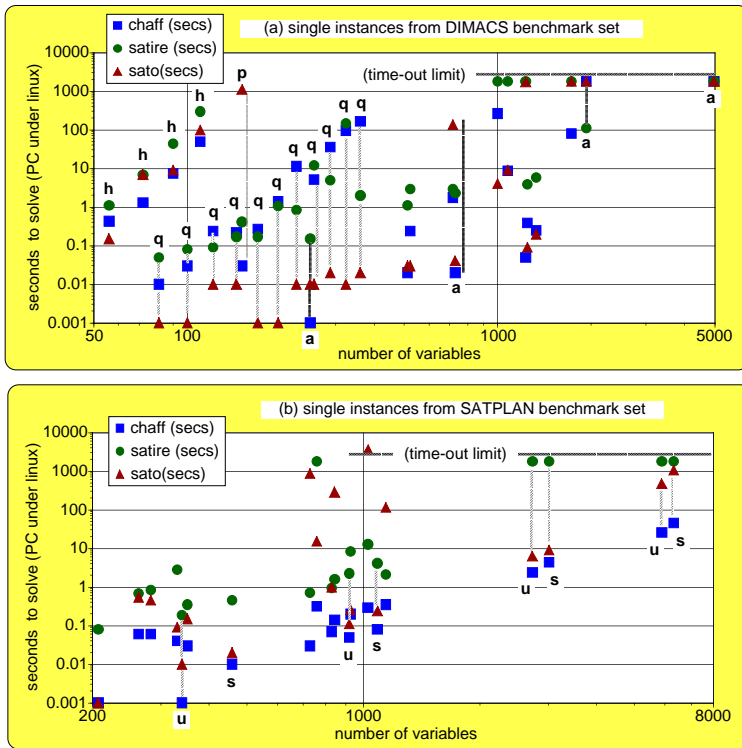 (a) single instances from DIMACS benchmark set
chaff (secs)
satire (secs)
sato(secs)
(time-out limit)
seconds to solve (PC under linux)
10000
1000
100
10
1
0.1
0.01
0.001
h
h
h
h
p
q
q
q
q
q
q
q
q
q
q
q
a
a
a
a
50
100
1000
5000
number of variables
(b) single instances from SATPLAN benchmark set
chaff (secs)
satire (secs)
sato(secs)
(time-out limit)
seconds to solve (PC under linux)
10000
1000
100
10
1
0.1
0.01
0.001
u
s
u
s
u
s
u
s
200
1000
8000
number of variables